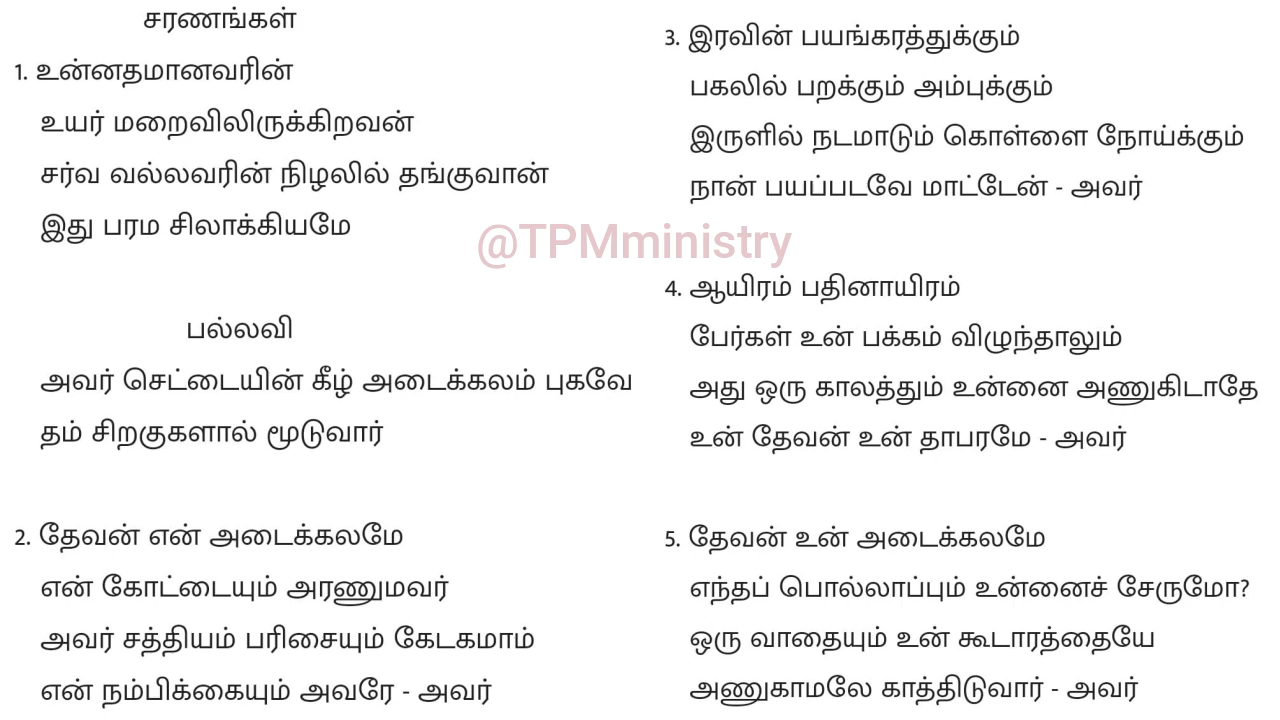 சரணங்கள்
1. உன்னதமானவரின்
உயர் மறைவிலிருக்கிறவன்
சர்வ வல்லவரின் நிழலில் தங்குவான்
இது பரம சிலாக்கியமே
பல்லவி
அவர் செட்டையின் கீழ் அடைக்கலம் புகவே
தம் சிறகுகளால் மூடுவார்
2. தேவன் என் அடைக்கலமே
என் கோட்டையும் அரணுமவர்
அவர் சத்தியம் பரிசையும் கேடகமாம்
என் நம்பிக்கையும் அவரே - அவர்
3. இரவின் பயங்கரத்துக்கும்
பகலில் பறக்கும் அம்புக்கும்
இருளில் நடமாடும் கொள்ளை நோய்க்கும்
நான் பயப்படவே மாட்டேன் - அவர்
@TPMministry
4. ஆயிரம் பதினாயிரம்
பேர்கள் உன் பக்கம் விழுந்தாலும்
அது ஒரு காலத்தும் உன்னை அணுகிடாதே
உன் தேவன் உன் தாபரமே - அவர்
5. தேவன் உன் அடைக்கலமே
எந்தப் பொல்லாப்பும் உன்னைச் சேருமோ?
ஒரு வாதையும் உன் கூடாரத்தையே
அணுகாமலே காத்திடுவார் - அவர்